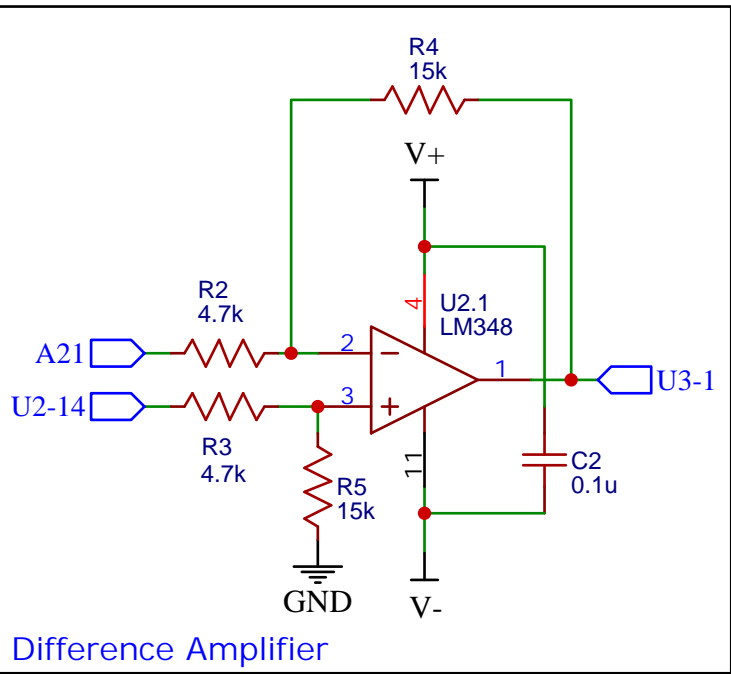 R4
15k
V+
R2
4.7k
4
U2.1
LM348
A21
2
1
U3-1
U2-14
3
R3
4.7k
11
C2
0.1u
R5
15k
GND
V-
Difference Amplifier